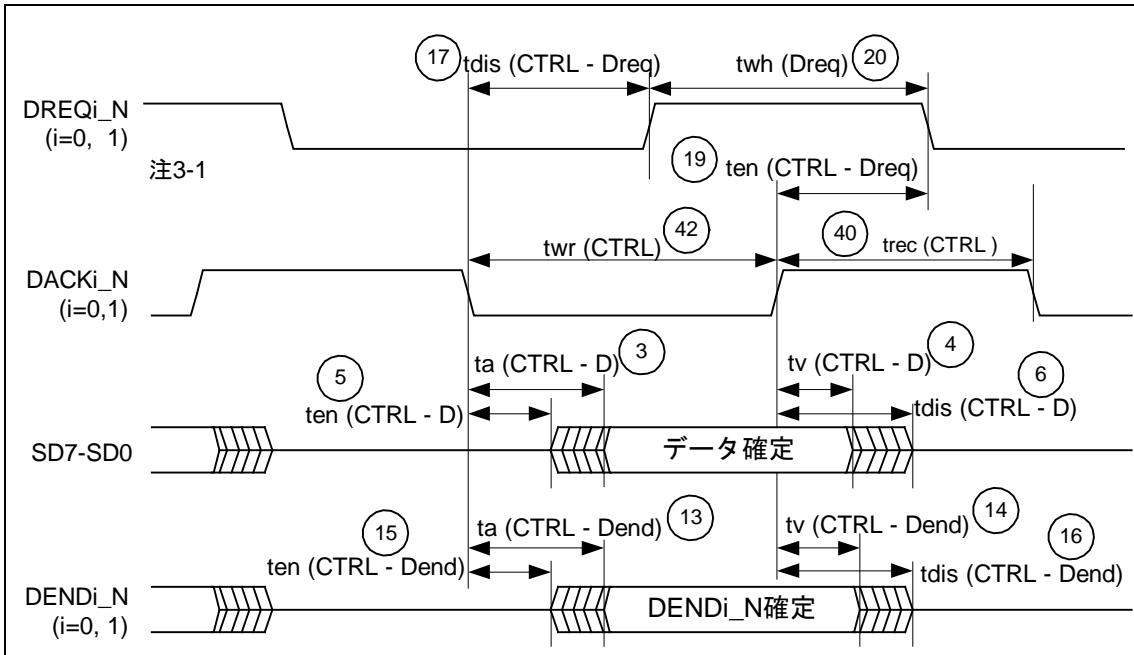 17 tdis (CTRL - Dreq) twh (Dreq) 20
DREQi_N
(i=0, 1)
注3-1
19 ten (CTRL - Dreq)
twr (CTRL) 42 40 trec (CTRL )
DACKi_N
(i=0,1)
ta (CTRL - D) 3 tv (CTRL - D) 4
5 ten (CTRL - D) 6 tdis (CTRL - D)
SD7-SD0 データ確定
ta (CTRL - Dend) 13 tv (CTRL - Dend) 14
15 ten (CTRL - Dend) 16 tdis (CTRL - Dend)
DENDi_N DENDi_N確定
(i=0, 1)